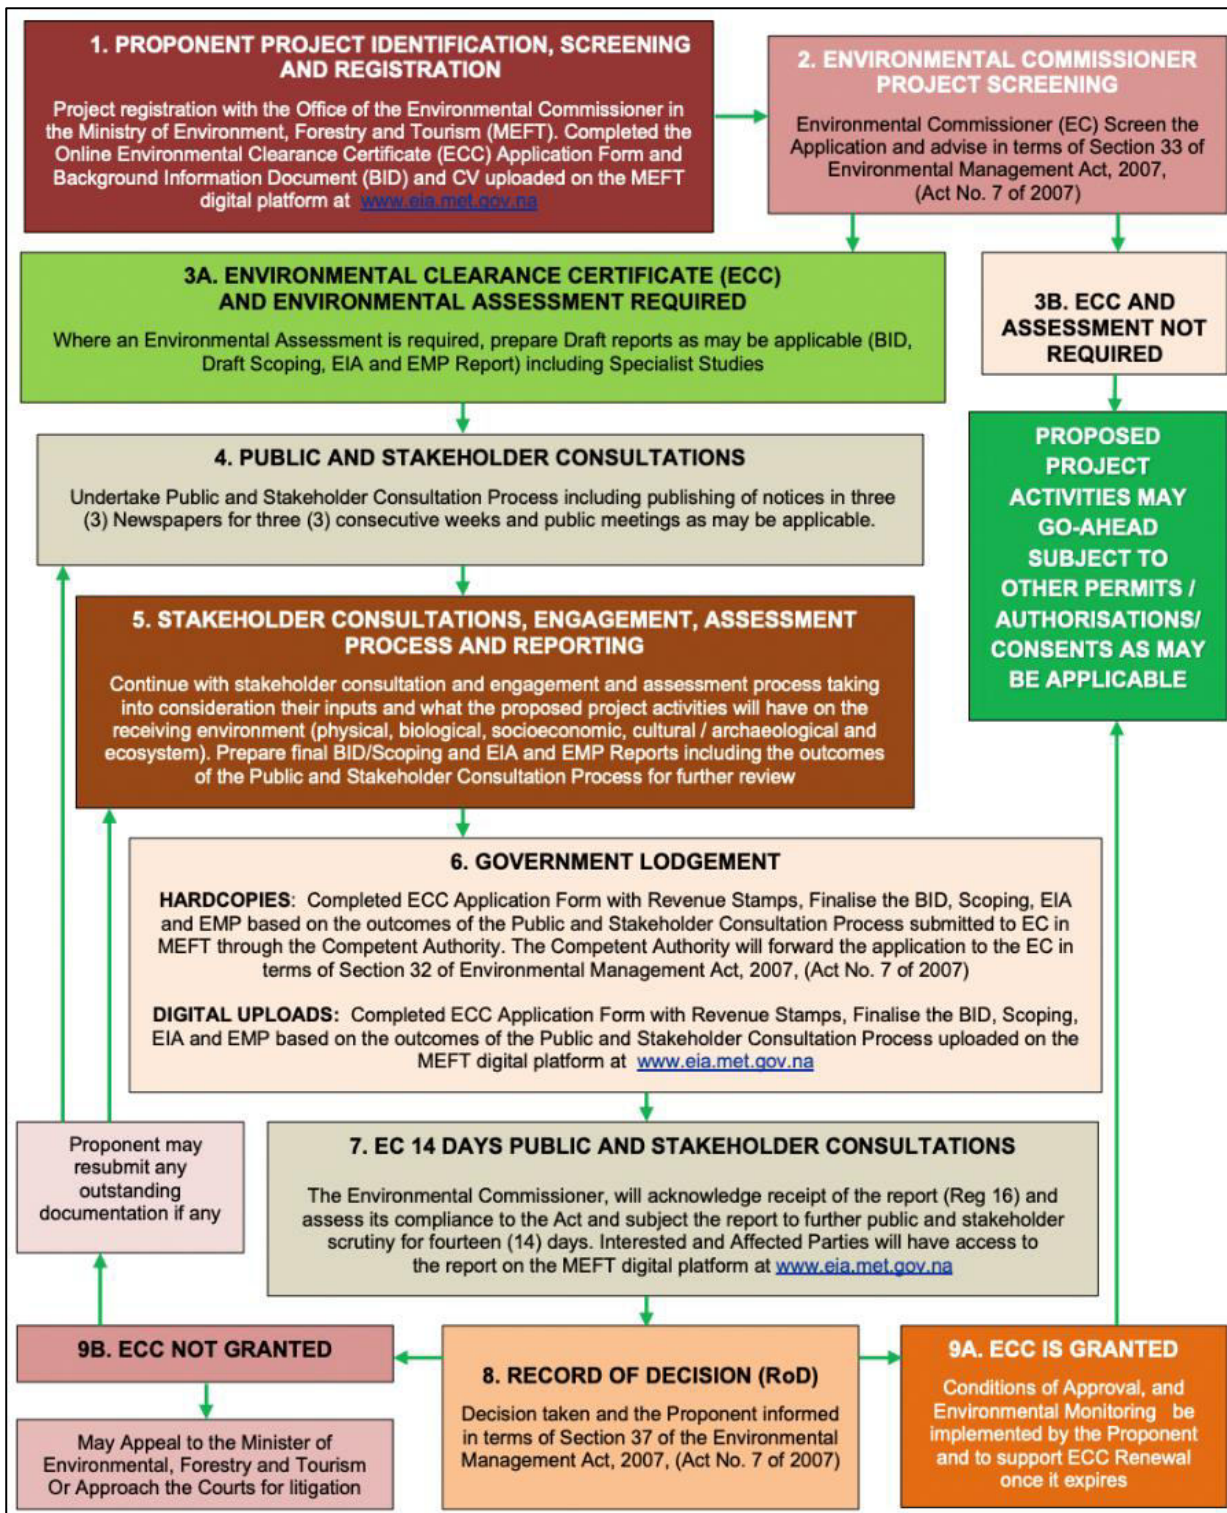 1. PROPONENT PROJECT IDENTIFICATION, SCREENING
AND REGISTRATION
Project registration with the Office of the Environmental Commissioner in
the Ministry of Environment, Forestry and Tourism (MEFT). Completed the
Online Environmental Clearance Certificate (ECC) Application Form and
Background Information Document (BID) and CV uploaded on the MEFT
digital platform at www.eia.met.gov.na
2. ENVIRONMENTAL COMMISSIONER
PROJECT SCREENING
Environmental Commissioner (EC) Screen the
Application and advise in terms of Section 33 of
Environmental Management Act, 2007,
(Act No. 7 of 2007)
3A. ENVIRONMENTAL CLEARANCE CERTIFICATE (ECC)
AND ENVIRONMENTAL ASSESSMENT REQUIRED
Where an Environmental Assessment is required, prepare Draft reports as may be applicable (BID,
Draft Scoping, EIA and EMP Report) including Specialist Studies
3B. ECC AND
ASSESSMENT NOT
REQUIRED
4. PUBLIC AND STAKEHOLDER CONSULTATIONS
Undertake Public and Stakeholder Consultation Process including publishing of notices in three
(3) Newspapers for three (3) consecutive weeks and public meetings as may be applicable.
PROPOSED
PROJECT
ACTIVITIES MAY
GO-AHEAD
SUBJECT TO
OTHER PERMITS /
AUTHORISATIONS/
CONSENTS AS MAY
BE APPLICABLE
5. STAKEHOLDER CONSULTATIONS, ENGAGEMENT, ASSESSMENT
PROCESS AND REPORTING
Continue with stakeholder consultation and engagement and assessment process taking
into consideration their inputs and what the proposed project activities will have on the
receiving environment (physical, biological, socioeconomic, cultural / archaeological and
ecosystem). Prepare final BID/Scoping and EIA and EMP Reports including the outcomes
of the Public and Stakeholder Consultation Process for further review
6. GOVERNMENT LODGEMENT
HARDCOPIES: Completed ECC Application Form with Revenue Stamps, Finalise the BID, Scoping, EIA
and EMP based on the outcomes of the Public and Stakeholder Consultation Process submitted to EC in
MEFT through the Competent Authority. The Competent Authority will forward the application to the EC in
terms of Section 32 of Environmental Management Act, 2007, (Act No. 7 of 2007)
DIGITAL UPLOADS: Completed ECC Application Form with Revenue Stamps, Finalise the BID, Scoping,
EIA and EMP based on the outcomes of the Public and Stakeholder Consultation Process uploaded on the
MEFT digital platform at www.eia.met.gov.na
Proponent may
resubmit any
outstanding
documentation if any
7. EC 14 DAYS PUBLIC AND STAKEHOLDER CONSULTATIONS
The Environmental Commissioner, will acknowledge receipt of the report (Reg 16) and
assess its compliance to the Act and subject the report to further public and stakeholder
scrutiny for fourteen (14) days. Interested and Affected Parties will have access to
the report on the MEFT digital platform at www.eia.met.gov.na
9B. ECC NOT GRANTED
May Appeal to the Minister of
Environmental, Forestry and Tourism
Or Approach the Courts for litigation
8. RECORD OF DECISION (RoD)
Decision taken and the Proponent informed
in terms of Section 37 of the Environmental
Management Act, 2007, (Act No. 7 of 2007)
9A. ECC IS GRANTED
Conditions of Approval, and
Environmental Monitoring be
implemented by the Proponent
and to support ECC Renewal
once it expires